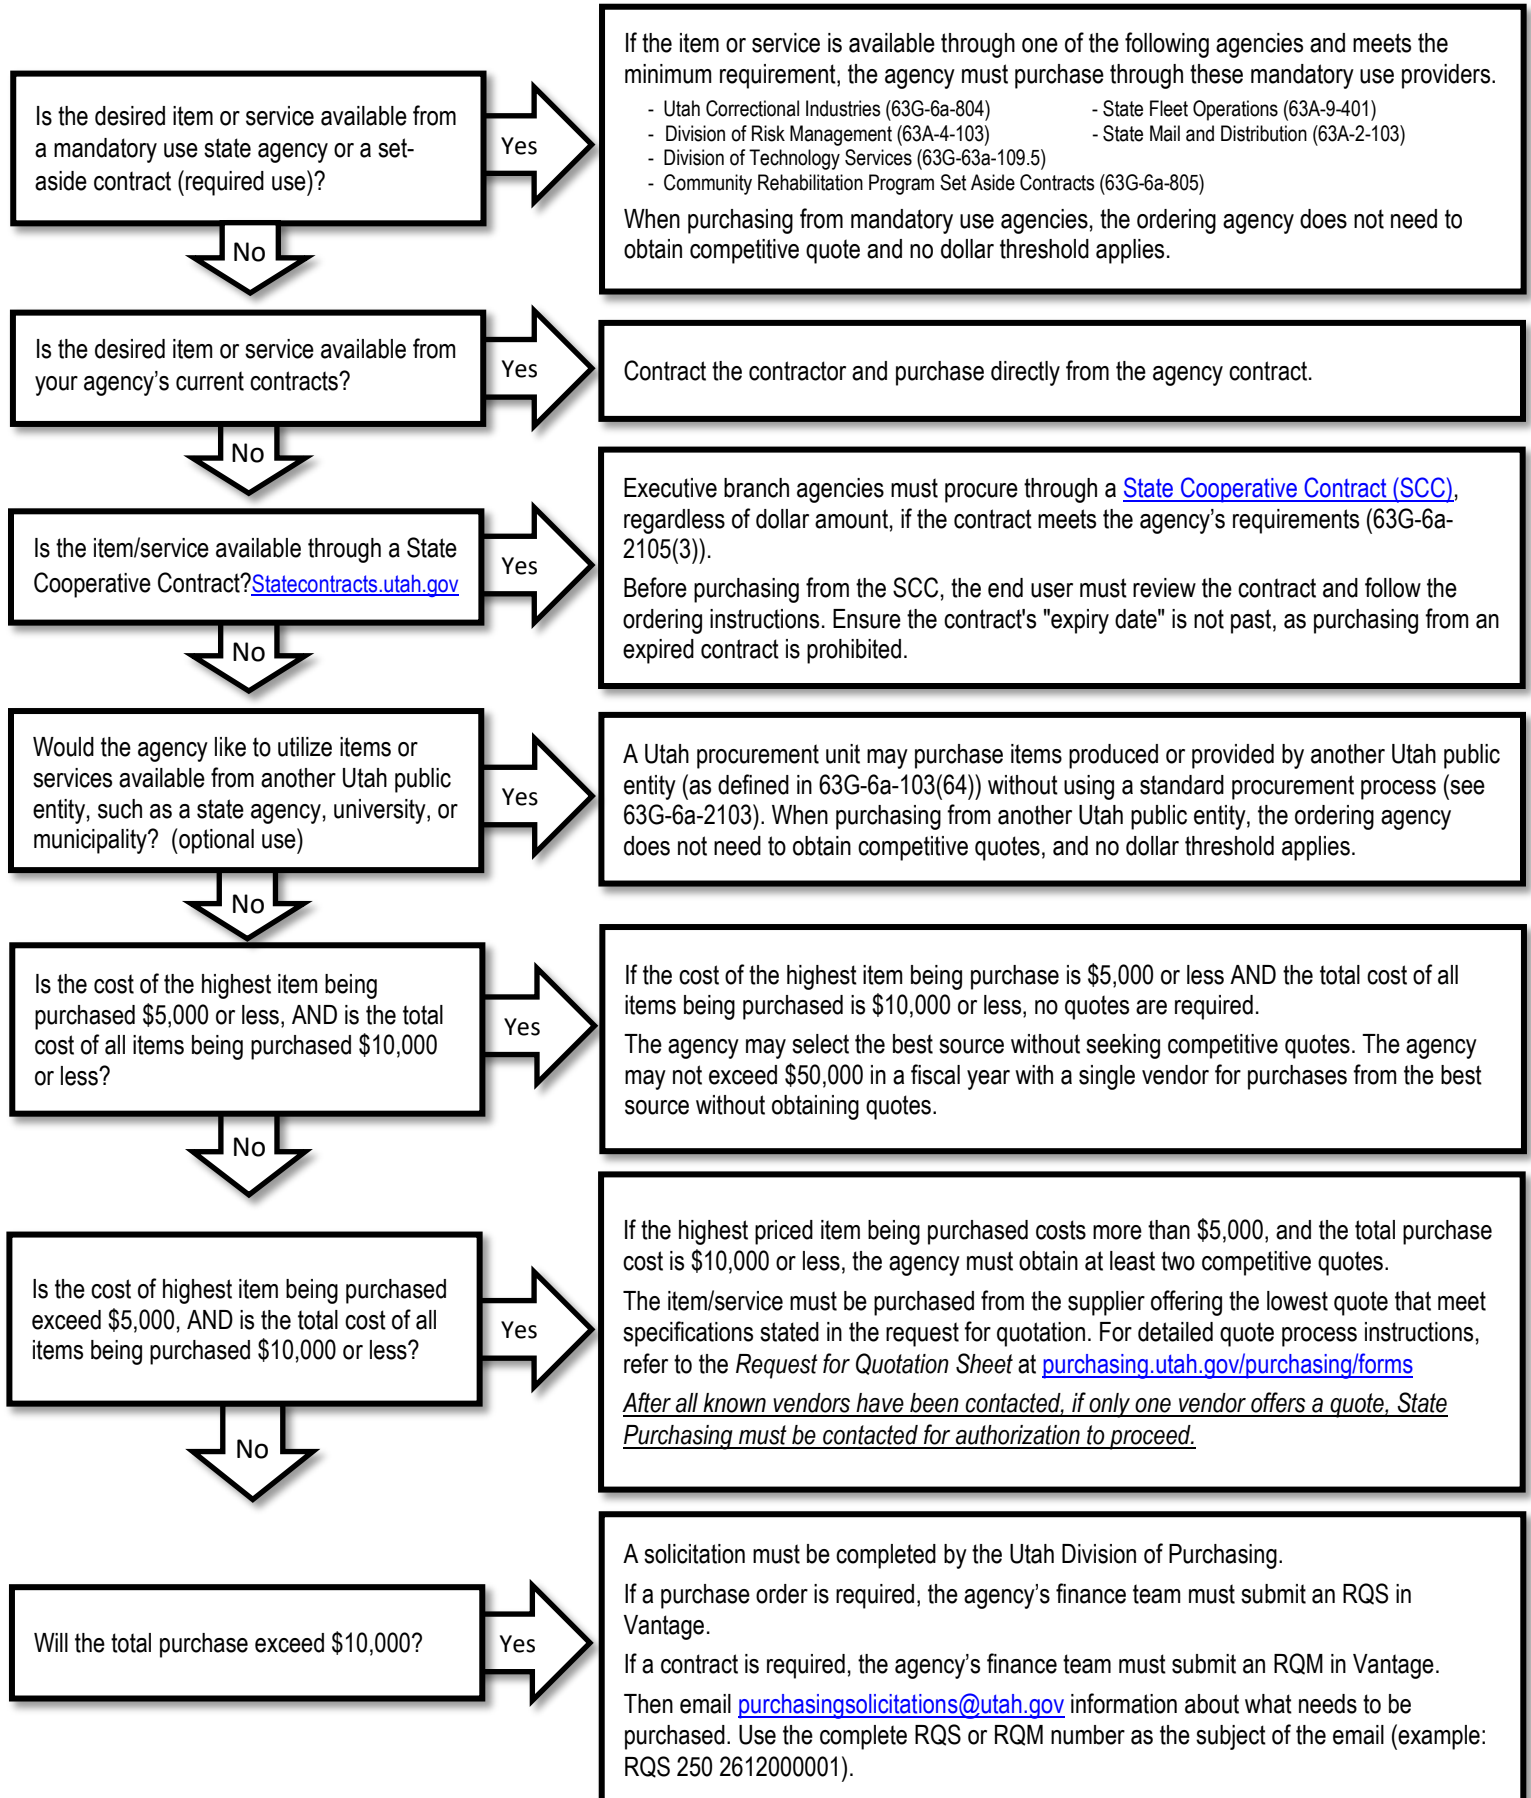 Is the desired item or service available from
a mandatory use state agency or a set-
aside contract (required use)?
Yes
If the item or service is available through one of the following agencies and meets the
minimum requirement, the agency must purchase through these mandatory use providers.
- Utah Correctional Industries (63G-6a-804)
- State Fleet Operations (63A-9-401)
- Division of Risk Management (63A-4-103)
- State Mail and Distribution (63A-2-103)
- Division of Technology Services (63G-63a-109.5)
- Community Rehabilitation Program Set Aside Contracts (63G-6a-805)
When purchasing from mandatory use agencies, the ordering agency does not need to
obtain competitive quote and no dollar threshold applies.
No
Is the desired item or service available from
your agency's current contracts?
Yes
Contract the contractor and purchase directly from the agency contract.
No
Is the item/service available through a State
Cooperative Contract?Statecontracts.utah.gov
Yes
Executive branch agencies must procure through a State Cooperative Contract (SCC),
regardless of dollar amount, if the contract meets the agency's requirements (63G-6a-
2105(3)).
Before purchasing from the SCC, the end user must review the contract and follow the
ordering instructions. Ensure the contract's "expiry date" is not past, as purchasing from an
expired contract is prohibited.
No
Would the agency like to utilize items or
services available from another Utah public
entity, such as a state agency, university, or
municipality?  (optional use)
Yes
A Utah procurement unit may purchase items produced or provided by another Utah public
entity (as defined in 63G-6a-103(64)) without using a standard procurement process (see
63G-6a-2103). When purchasing from another Utah public entity, the ordering agency
does not need to obtain competitive quotes, and no dollar threshold applies.
No
Is the cost of the highest item being
purchased $5,000 or less, AND is the total
cost of all items being purchased $10,000
or less?
Yes
If the cost of the highest item being purchase is $5,000 or less AND the total cost of all
items being purchased is $10,000 or less, no quotes are required.
The agency may select the best source without seeking competitive quotes. The agency
may not exceed $50,000 in a fiscal year with a single vendor for purchases from the best
source without obtaining quotes.
No
Is the cost of highest item being purchased
exceed $5,000, AND is the total cost of all
items being purchased $10,000 or less?
Yes
If the highest priced item being purchased costs more than $5,000, and the total purchase
cost is $10,000 or less, the agency must obtain at least two competitive quotes.
The item/service must be purchased from the supplier offering the lowest quote that meet
specifications stated in the request for quotation. For detailed quote process instructions,
refer to the Request for Quotation Sheet at purchasing.utah.gov/purchasing/forms
After all known vendors have been contacted, if only one vendor offers a quote, State
Purchasing must be contacted for authorization to proceed.
No
Will the total purchase exceed $10,000?
Yes
A solicitation must be completed by the Utah Division of Purchasing.
If a purchase order is required, the agency's finance team must submit an RQS in
Vantage.
If a contract is required, the agency's finance team must submit an RQM in Vantage.
Then email purchasingsolicitations@utah.gov information about what needs to be
purchased. Use the complete RQS or RQM number as the subject of the email (example:
RQS 250 2612000001).